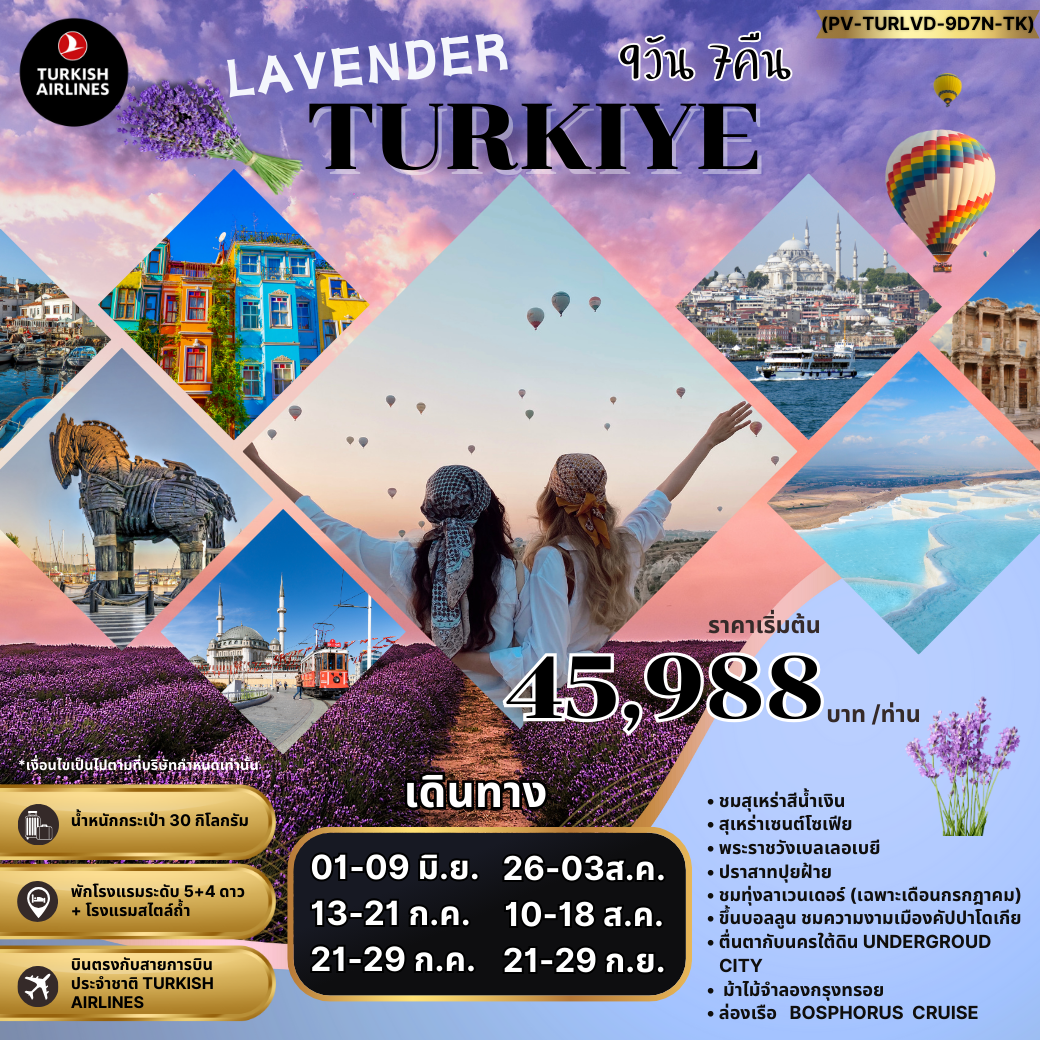 (PV-TURLVD-9D7N-TK)
TURKISH
AIRLINES
LAVENDER
9วัน 7คืน
TURKIYE
ราคาเริ่มต้น
45,988
บาท /ท่าน
*เงื่อนไขเป็นไปตามที่บริษัทกำหนดเท่านั้น
น้ำหนักกระเป๋า 30 กิโลกรัม
พักโรงแรมระดับ 5+4 ดาว
+ โรงแรมสไตล์ถ้ำ
บินตรงกับสายการบิน
ประจำชาติ TURKISH
AIRLINES
เดินทาง
01-09 มิ.ย. 26-03ส.ค.
13-21 ก.ค. 10-18 ส.ค.
21-29 ก.ค. 21-29 ก.ย.
• ชมสุเหร่าสีน้ำเงิน
• สุเหร่าเซนต์โซเฟีย
• พระราชวังเบลเลอเบยี
• ปราสาทปุยฝ้าย
• ชมทุ่งลาเวนเดอร์ (เฉพาะเดือนกรกฎาคม)
• ขึ้นบอลลูน ชมความงามเมืองคัปปาโดเกีย
• ตื่นตากับนครใต้ดิน UNDERGROUD
CITY
• ม้าไม้จำลองกรุงทรอย
• ล่องเรือ BOSPHORUS CRUISE